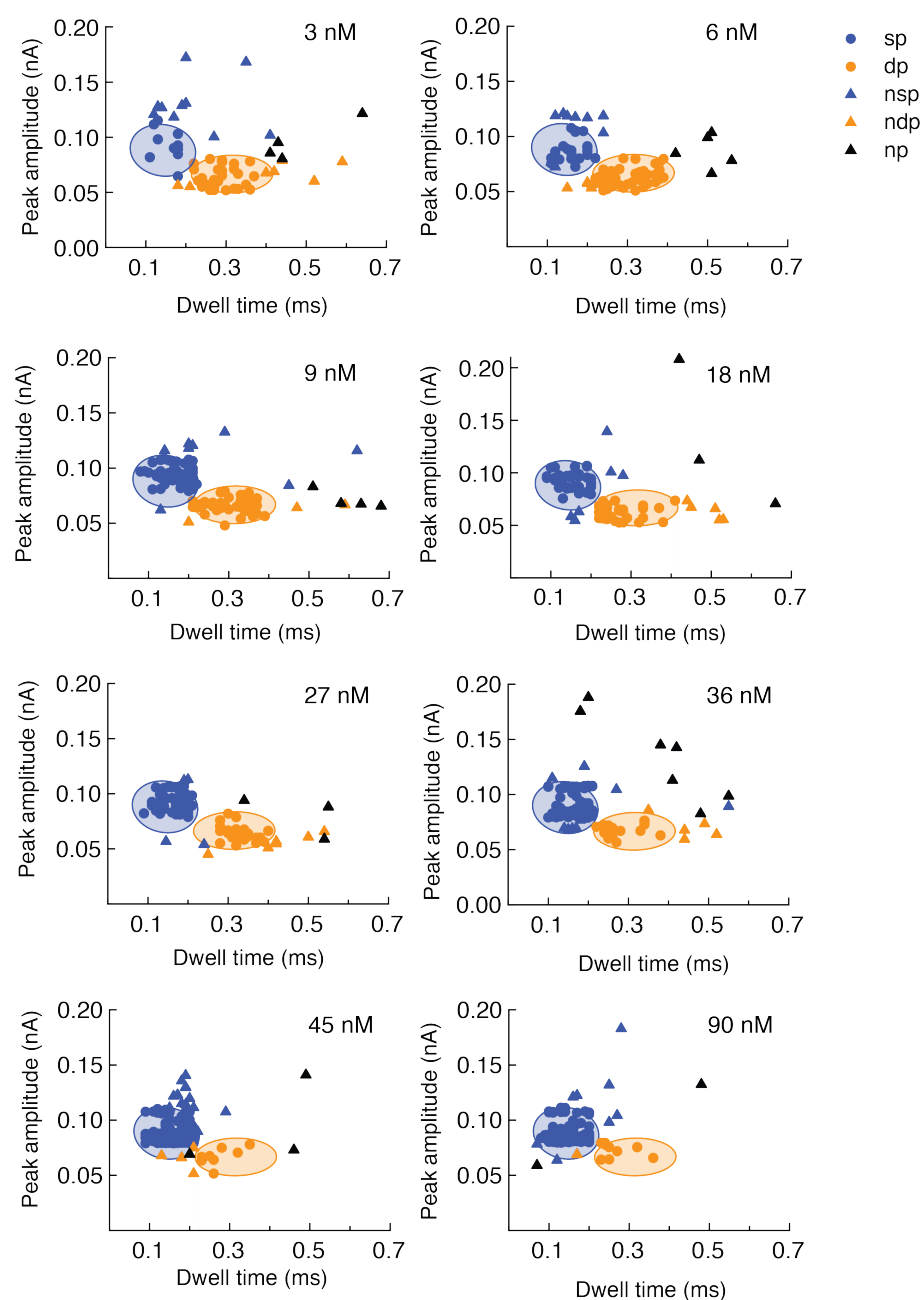 3 nM
Peak amplitude (nA)
0.20
0.15
0.10
0.05
0.00
0.1 0.3 0.5 0.7
Dwell time (ms)
6 nM
Peak amplitude (nA)
0.20
0.15
0.10
0.05
0.1 0.3 0.5 0.7
Dwell time (ms)
sp
dp
nsp
ndp
np
9 nM
Peak amplitude (nA)
0.20
0.15
0.10
0.05
0.1 0.3 0.5 0.7
Dwell time (ms)
18 nM
Peak amplitude (nA)
0.20
0.15
0.10
0.05
0.1 0.3 0.5 0.7
Dwell time (ms)
27 nM
Peak amplitude (nA)
0.20
0.15
0.10
0.05
0.1 0.3 0.5 0.7
Dwell time (ms)
36 nM
Peak amplitude (nA)
0.20
0.15
0.10
0.05
0.00
0.1 0.3 0.5 0.7
Dwell time (ms)
45 nM
Peak amplitude (nA)
0.20
0.15
0.10
0.05
0.1 0.3 0.5 0.7
Dwell time (ms)
90 nM
Peak amplitude (nA)
0.20
0.15
0.10
0.05
0.1 0.3 0.5 0.7
Dwell time (ms)